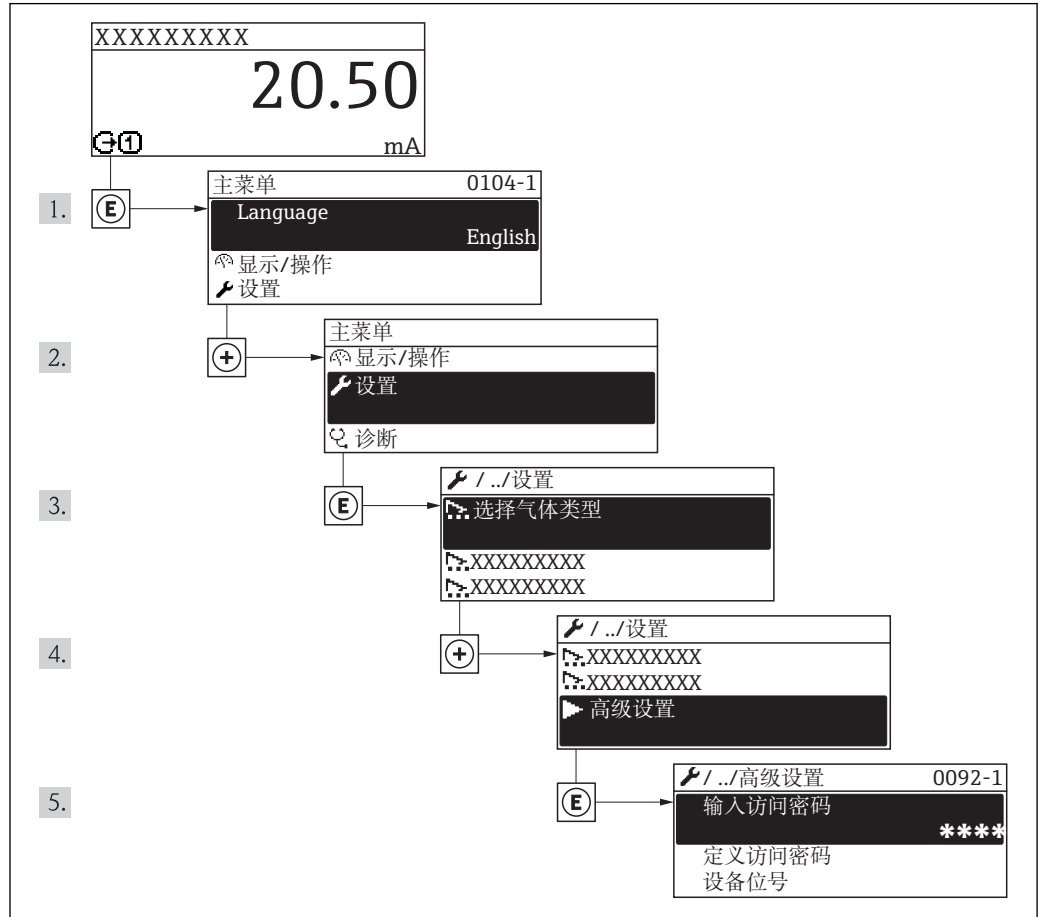 XXXXXXXXX
20.50
mA
1.
E
主菜单 0104-1
Language
English
显示/操作
设置
2.
+
主菜单
显示/操作
设置
诊断
3.
E
/ ../设置
选择气体类型
XXXXXXXXX
XXXXXXXXX
4.
+
/ ../设置
XXXXXXXXX
XXXXXXXXX
高级设置
5.
E
/ ../高级设置 0092-1
输入访问密码
****
定义访问密码
设备位号